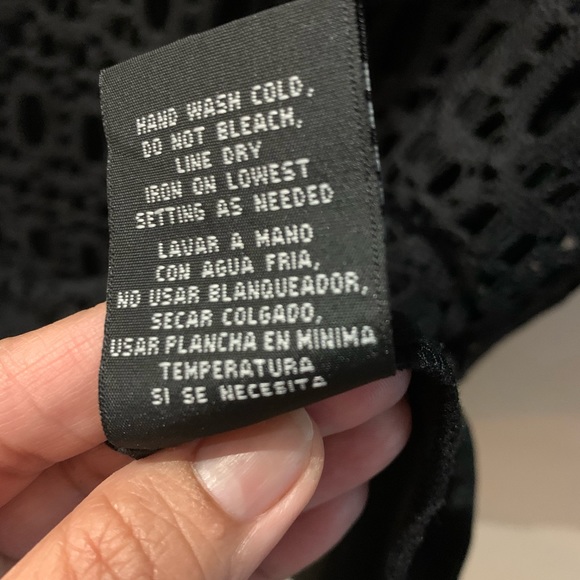 HAND WASH COLD,
DO NOT BLEACH,
LINE DRY
IRON ON LOWEST
SETTING AS NEEDED
LAVAR A MANO
CON AGUA FRIA,
NO USAR BLANQUEADOR,
SECAR COLGADO,
USAR PLANCHA EN MINIMA
TEMPERATURA
SI SE NECESITA